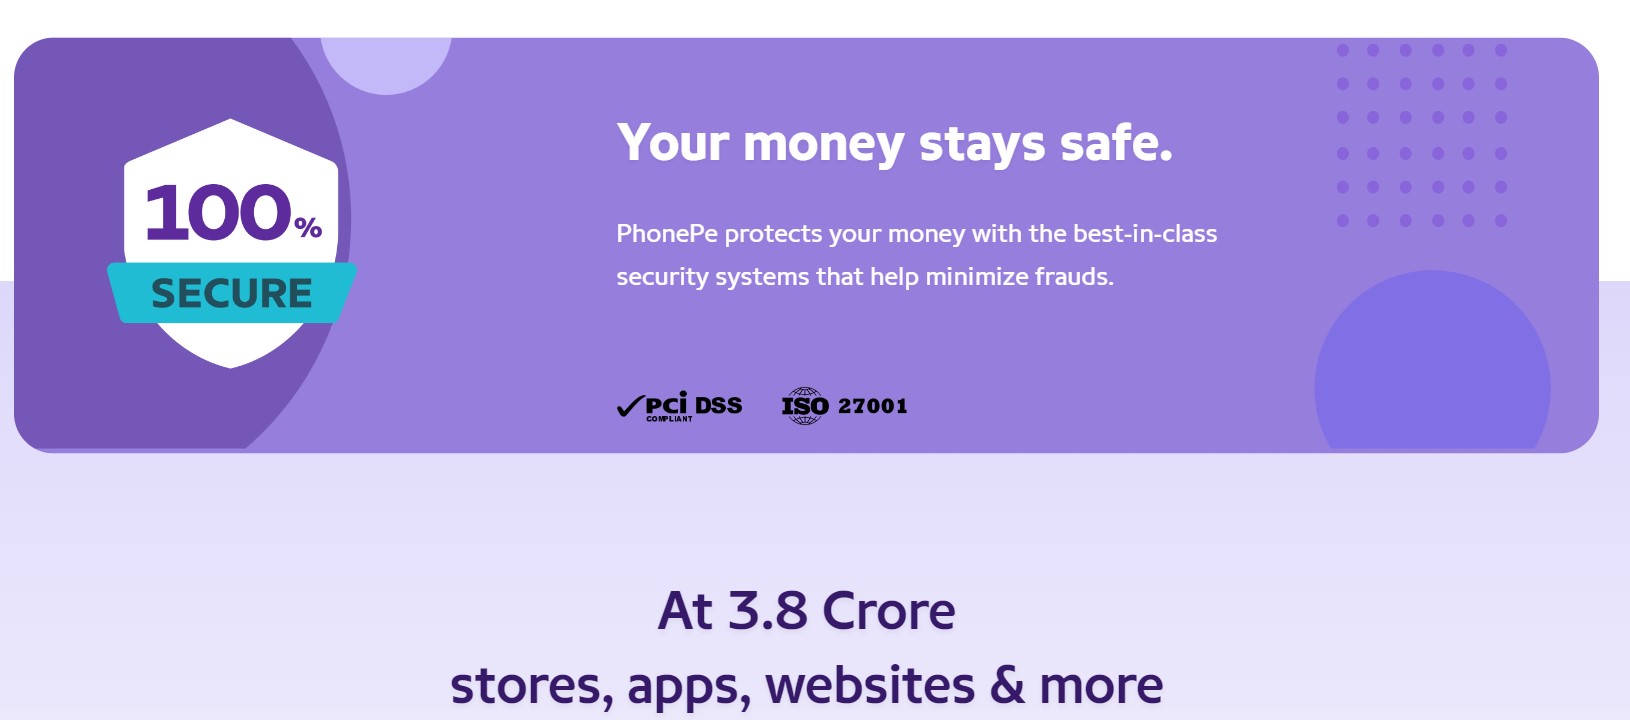 100%
SECURE
Your money stays safe.
PhonePe protects your money with the best-in-class
security systems that help minimize frauds.
PCi DSS
COMPLIANT
ISO 27001
At 3.8 Crore
stores, apps, websites & more